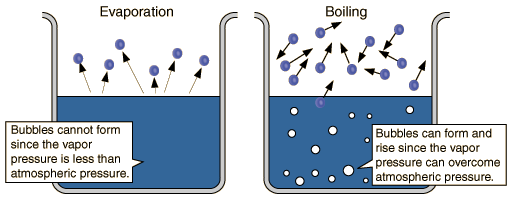 Evaporation
Boiling
Bubbles cannot form
since the vapor
pressure is less than
atmospheric pressure.
Bubbles can form and
rise since the vapor
pressure can overcome
atmospheric pressure.